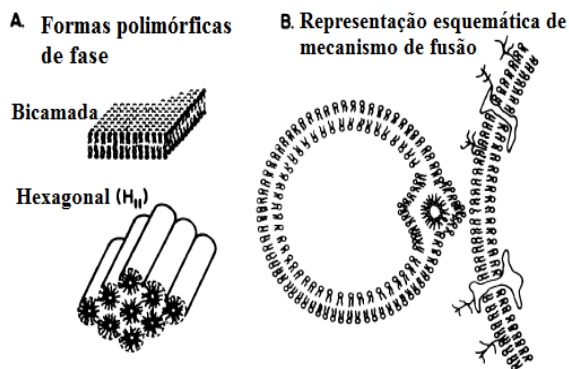 A. Formas polimórficas
de fase
B. Representação esquemática de
mecanismo de fusão
Bicamada
Hexagonal (HII)